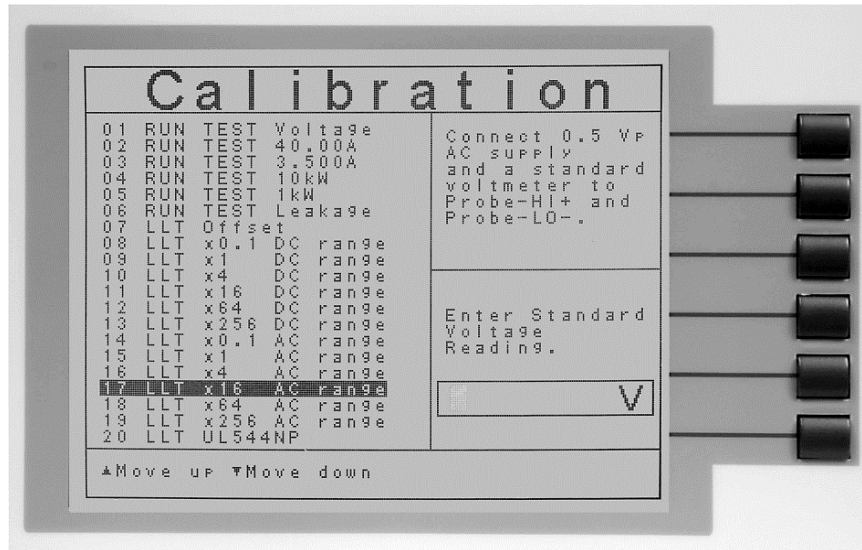 Calibration
01 RUN TEST Voltage
02 RUN TEST 40.00A
03 RUN TEST 3.500A
04 RUN TEST 10kW
05 RUN TEST 1kW
06 RUN TEST Leakage
07 LLT Offset
08 LLT x0.1 DC range
09 LLT x1 DC range
10 LLT x4 DC range
11 LLT x16 DC range
12 LLT x64 DC range
13 LLT x256 DC range
14 LLT x0.1 AC range
15 LLT x1 AC range
16 LLT x4 AC range
17 LLT x16 AC range
18 LLT x64 AC range
19 LLT x256 AC range
20 LLT UL544NP
Connect 0.5 Vp
AC supply
and a standard
voltmeter to
Probe-HI+ and
Probe-LO-.
Enter Standard
Voltage
Reading.
V
▲Move up ▼Move down